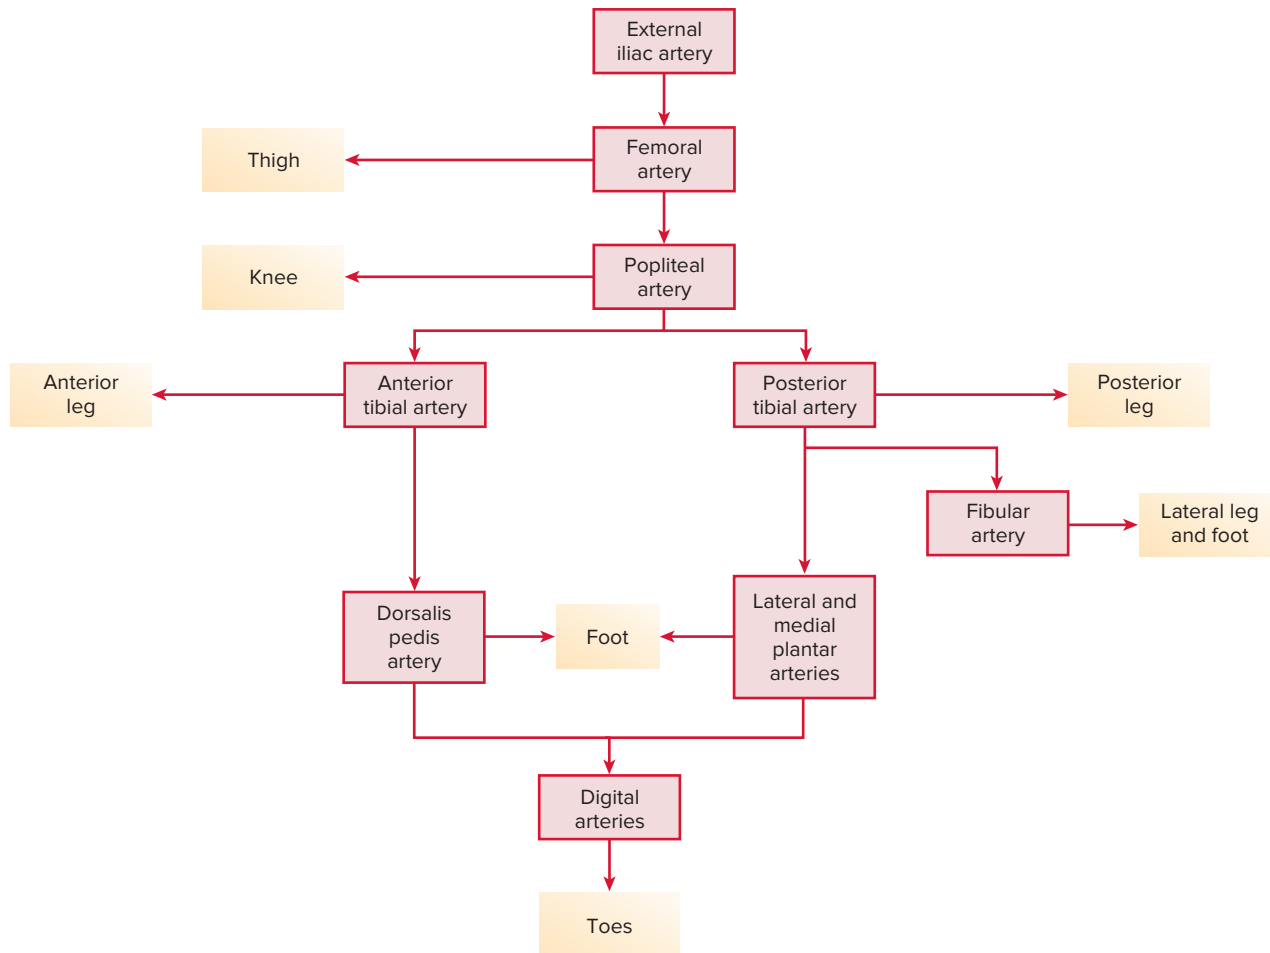 External
iliac artery
Thigh
Femoral
artery
Knee
Popliteal
artery
Anterior
leg
Anterior
tibial artery
Posterior
tibial artery
Posterior
leg
Fibular
artery
Lateral leg
and foot
Dorsalis
pedis
artery
Foot
Lateral and
medial
plantar
arteries
Digital
arteries
Toes